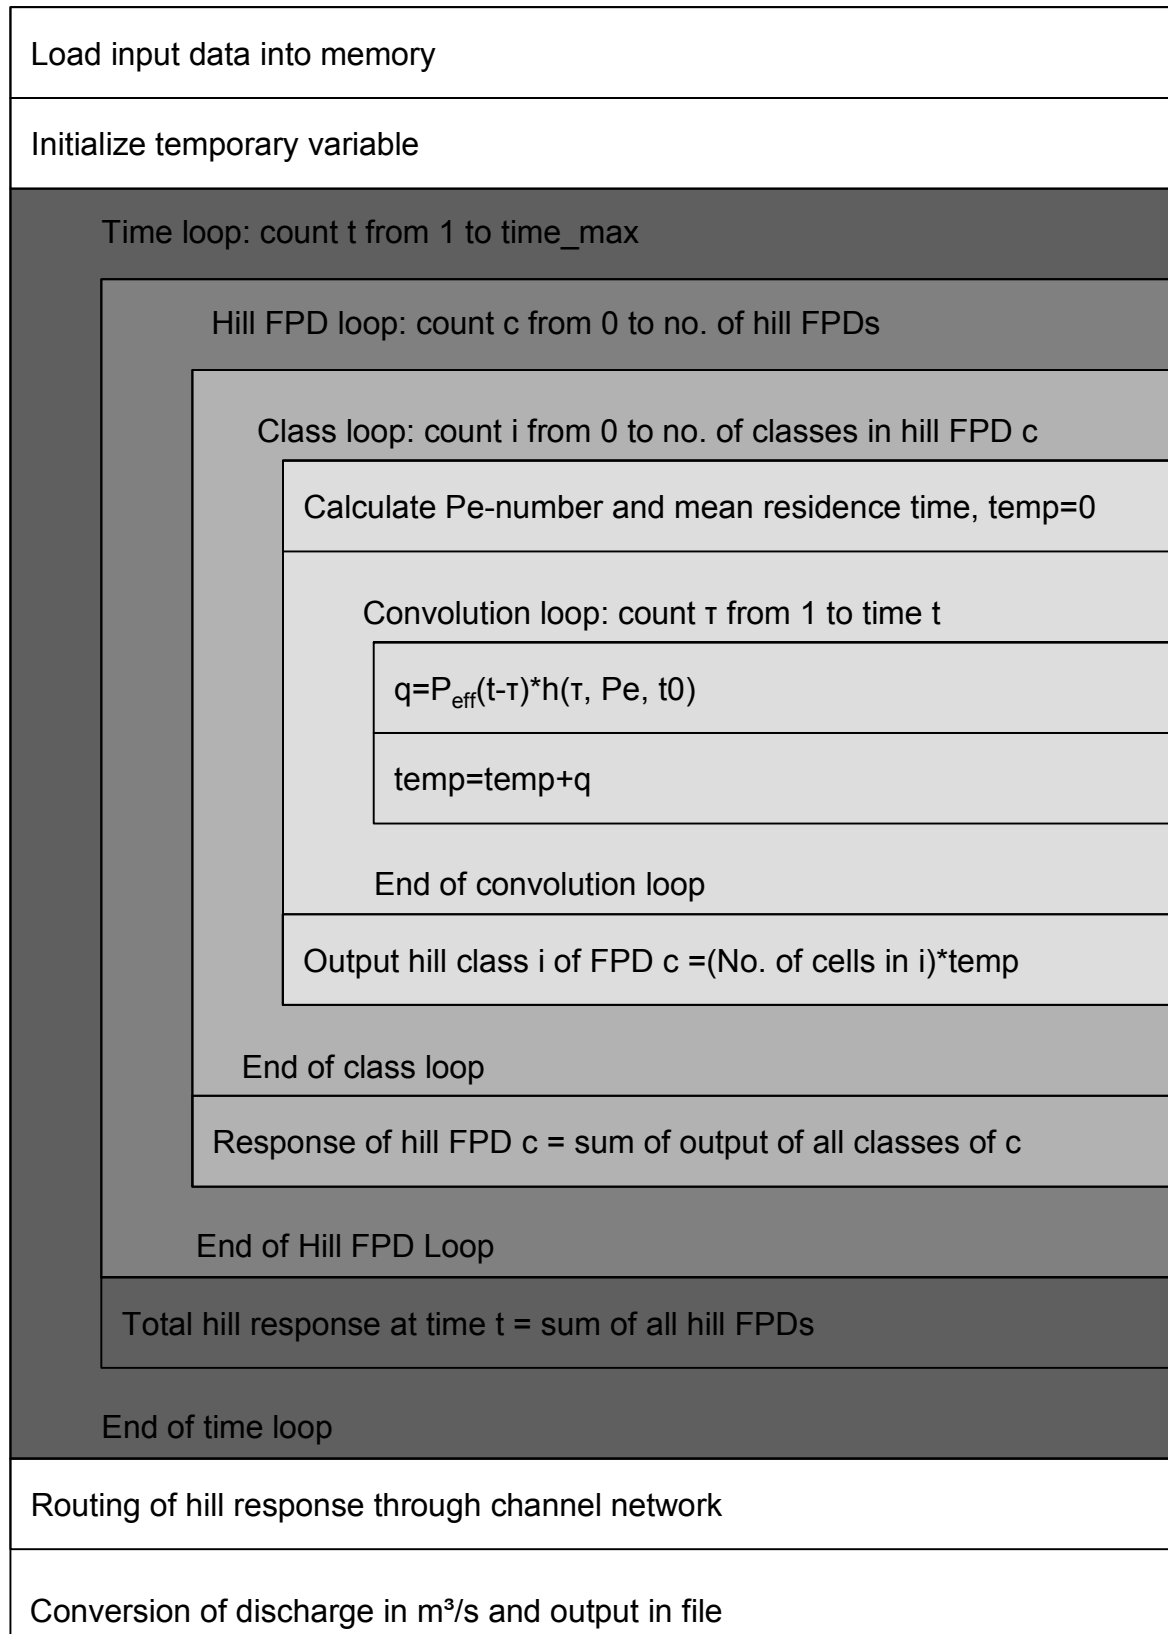 Load input data into memory
Initialize temporary variable
Time loop: count t from 1 to time_max
Hill FPD loop: count c from 0 to no. of hill FPDs
Class loop: count i from 0 to no. of classes in hill FPD c
Calculate Pe-number and mean residence time, temp=0
Convolution loop: count τ from 1 to time t
q=P_eff(t-τ)*h(τ, Pe, t0)
temp=temp+q
End of convolution loop
Output hill class i of FPD c =(No. of cells in i)*temp
End of class loop
Response of hill FPD c = sum of output of all classes of c
End of Hill FPD Loop
Total hill response at time t = sum of all hill FPDs
End of time loop
Routing of hill response through channel network
Conversion of discharge in m³/s and output in file